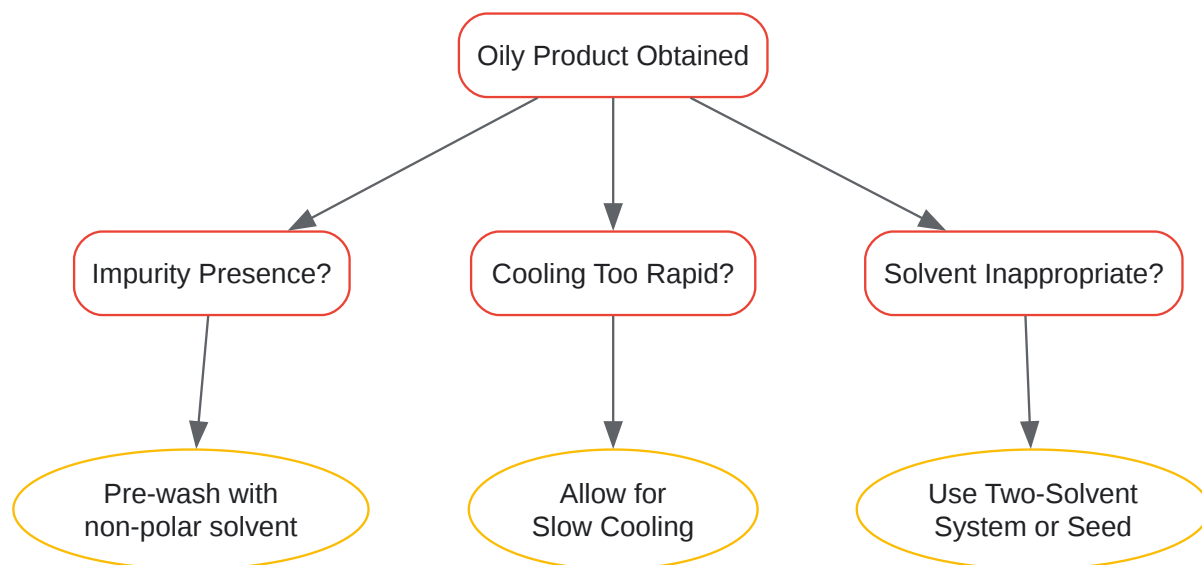 Oily Product Obtained
Impurity Presence?
Cooling Too Rapid?
Solvent Inappropriate?
Pre-wash with
non-polar solvent
Allow for
Slow Cooling
Use Two-Solvent
System or Seed